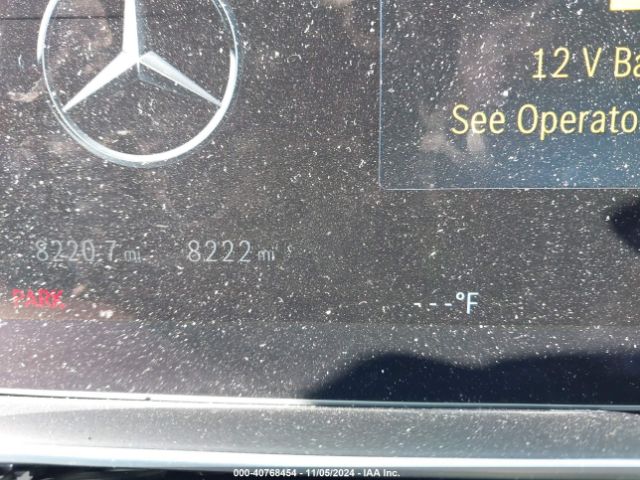 12 V Ba
See Operato
8220.7 mi 8222 mi
PARK
---°F
000-40768454 - 11/05/2024 - IAA Inc.